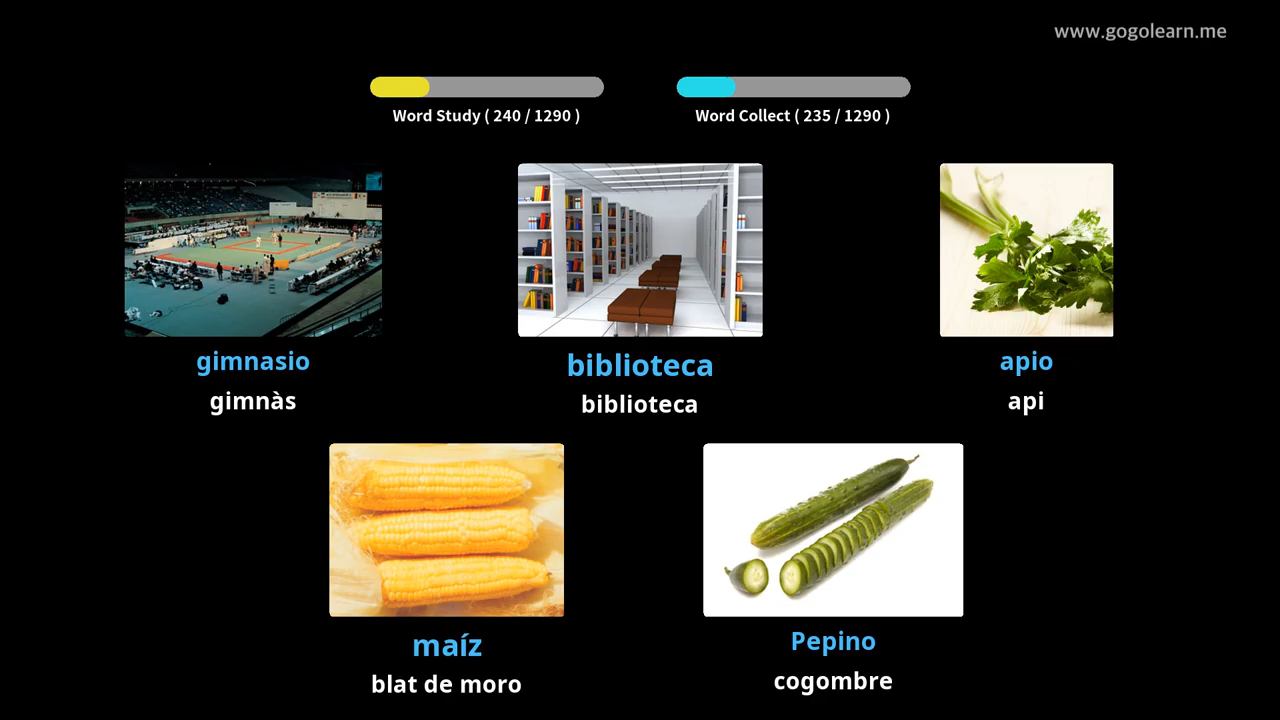 www.gogolearn.me
Word Study ( 240 / 1290 )
Word Collect ( 235 / 1290 )
gimnasio
gimnàs
biblioteca
biblioteca
apio
api
maíz
blat de moro
Pepino
cogombre